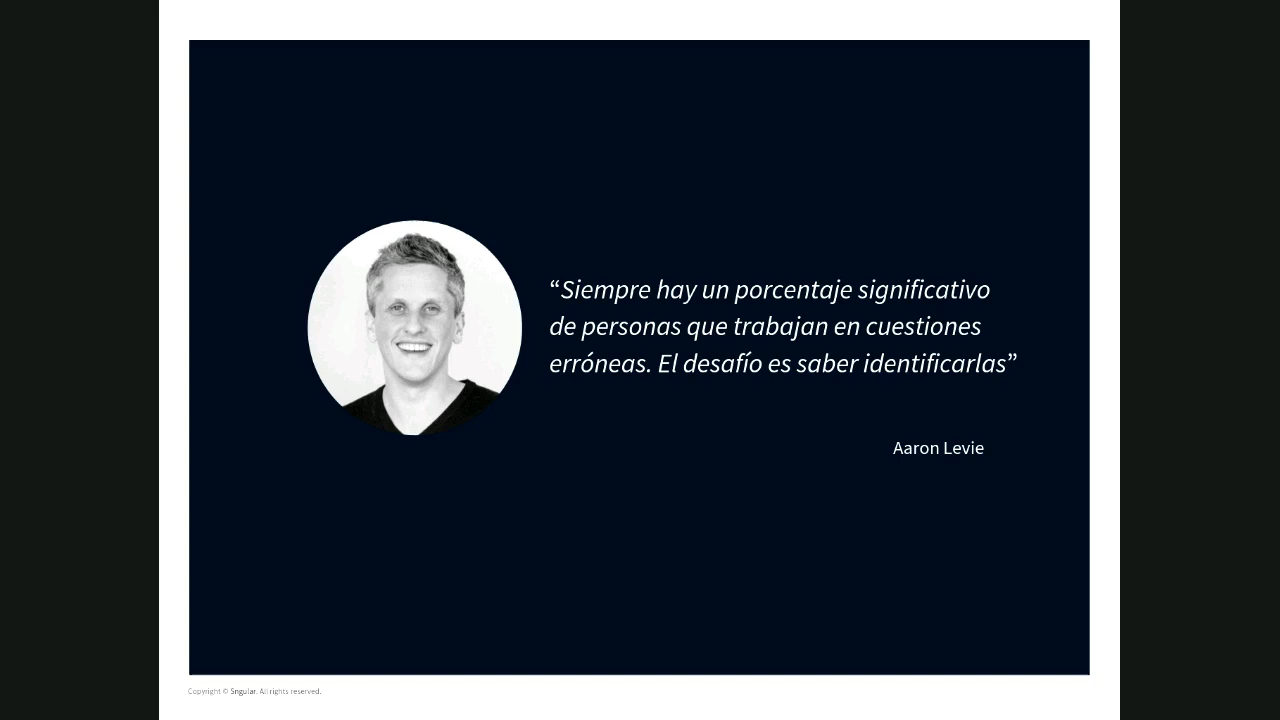 “Siempre hay un porcentaje significativo
de personas que trabajan en cuestiones
erróneas. El desafío es saber identificarlas”
Aaron Levie
Copyright © Sngular. All rights reserved.